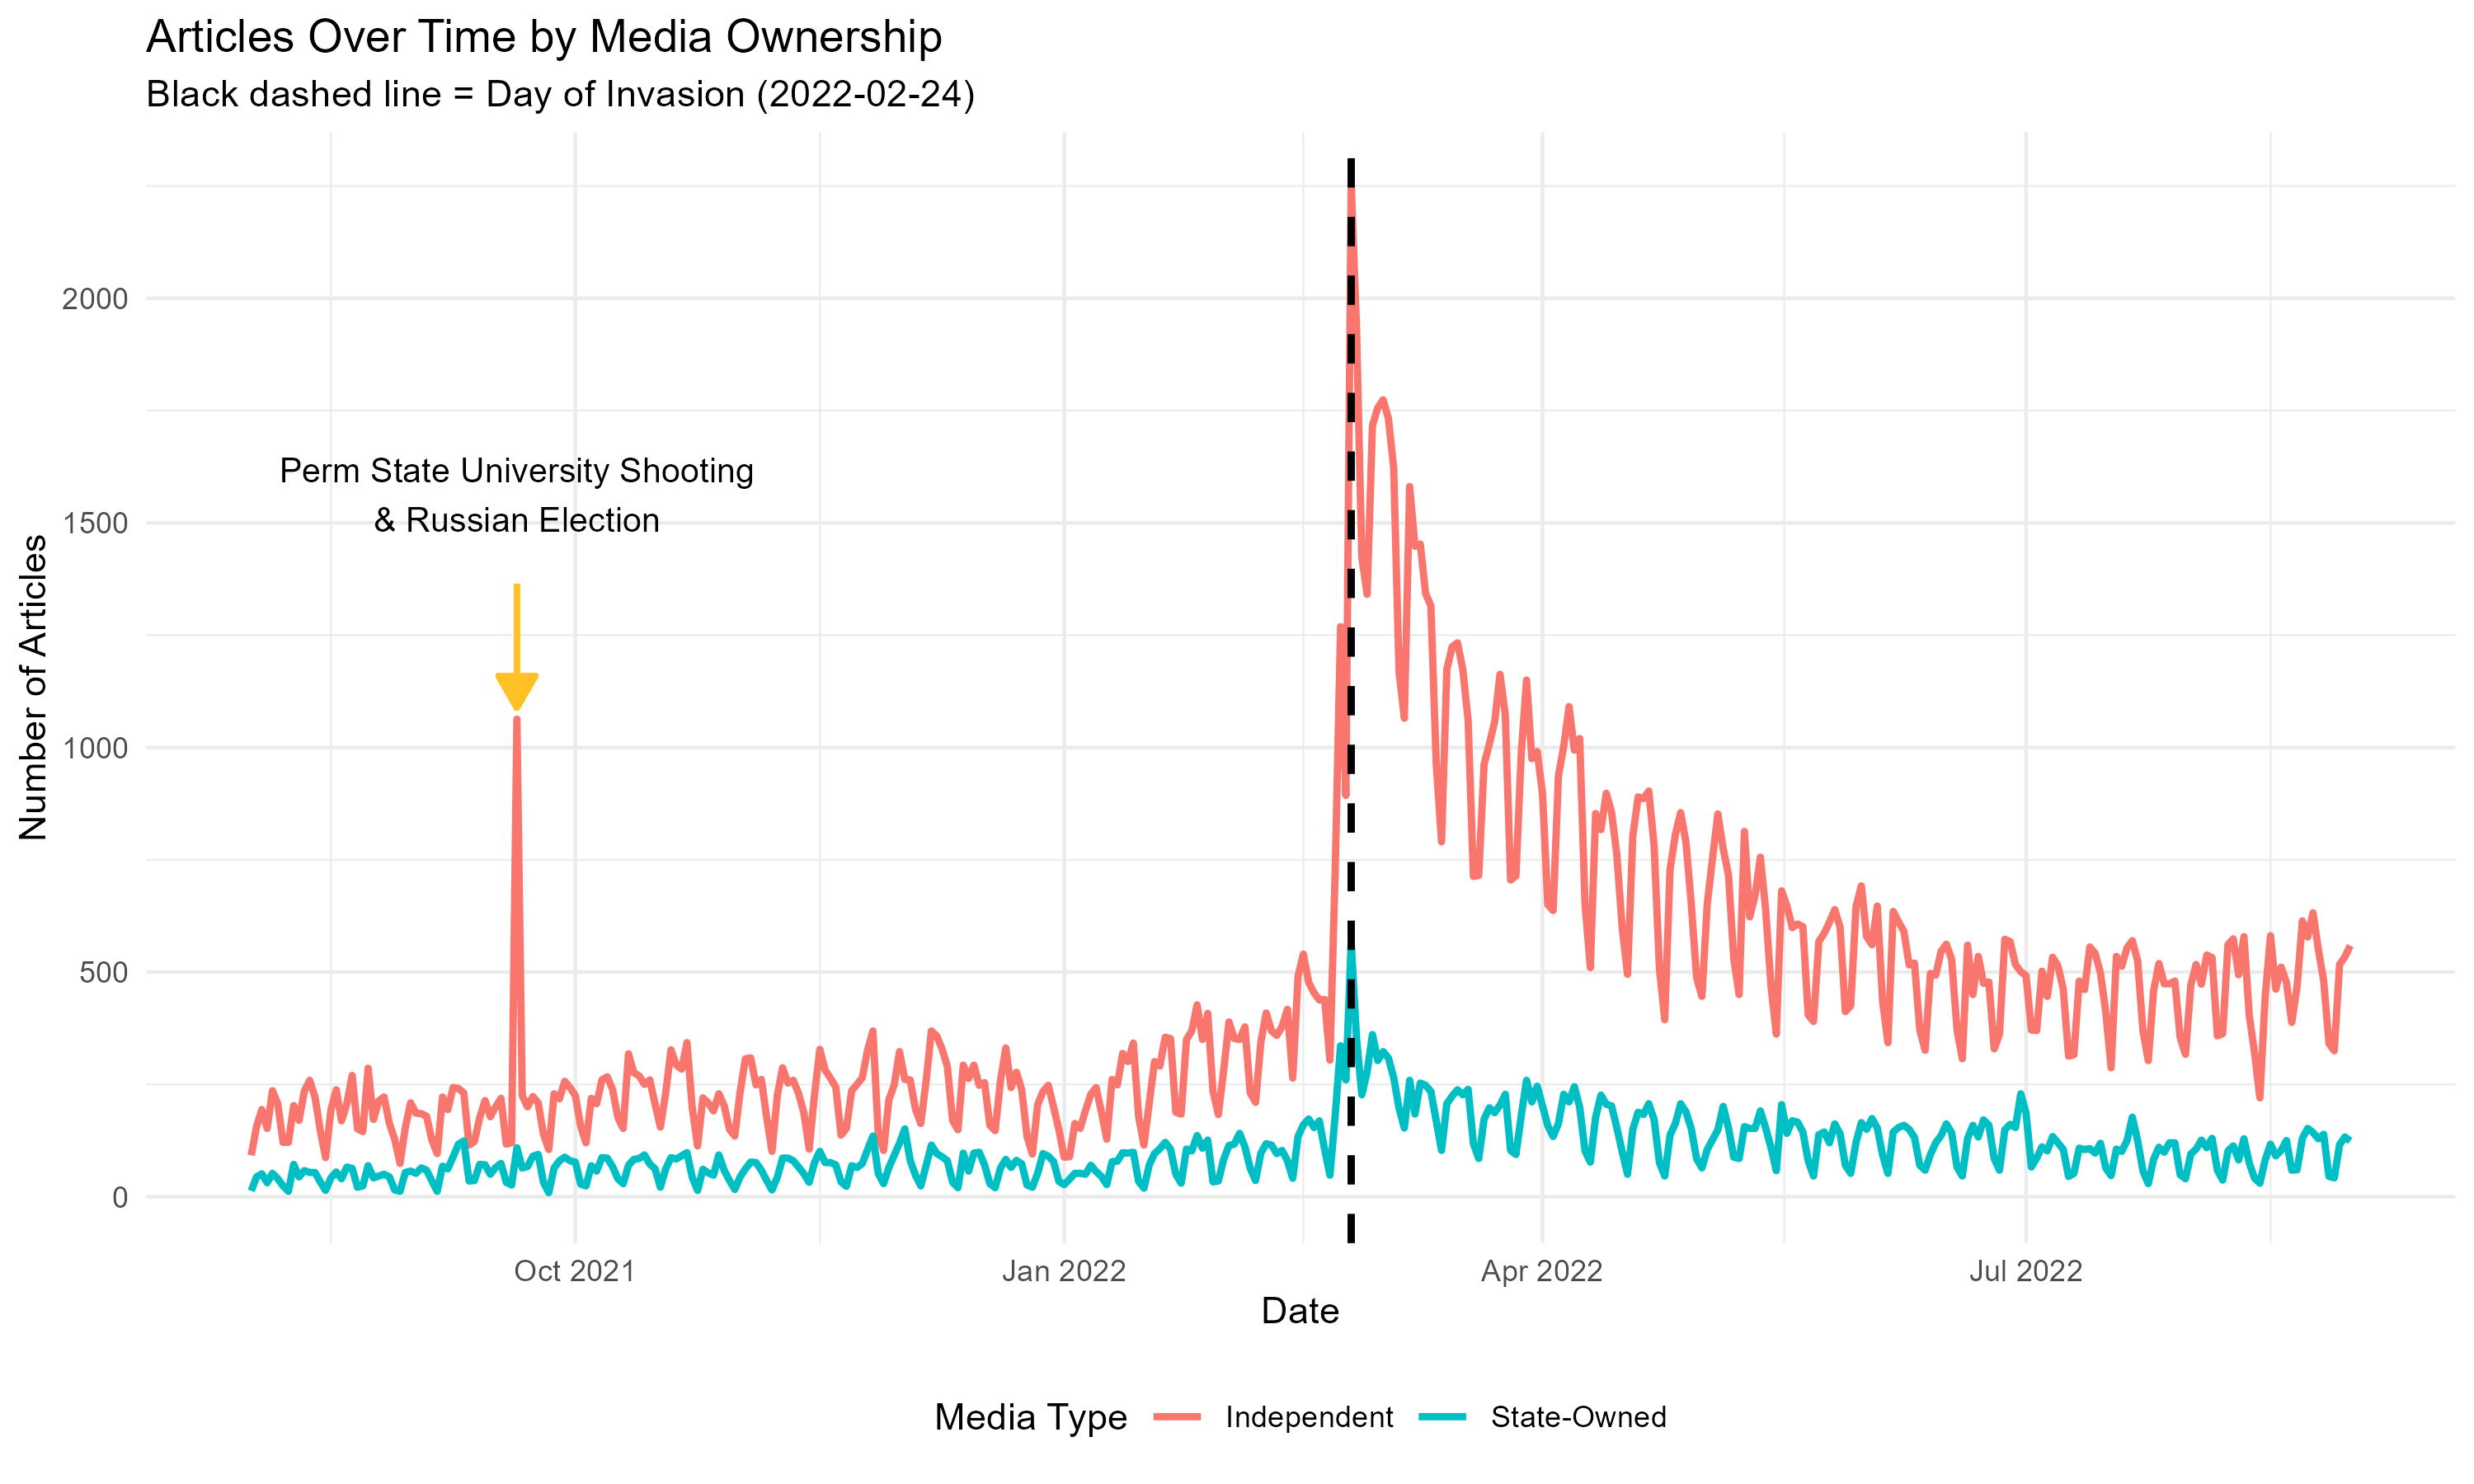 Articles Over Time by Media Ownership
Black dashed line = Day of Invasion (2022-02-24)
Number of Articles
2000
1500
1000
500
0
Perm State University Shooting
& Russian Election
Oct 2021
Jan 2022
Apr 2022
Jul 2022
Date
Media Type
Independent
State-Owned